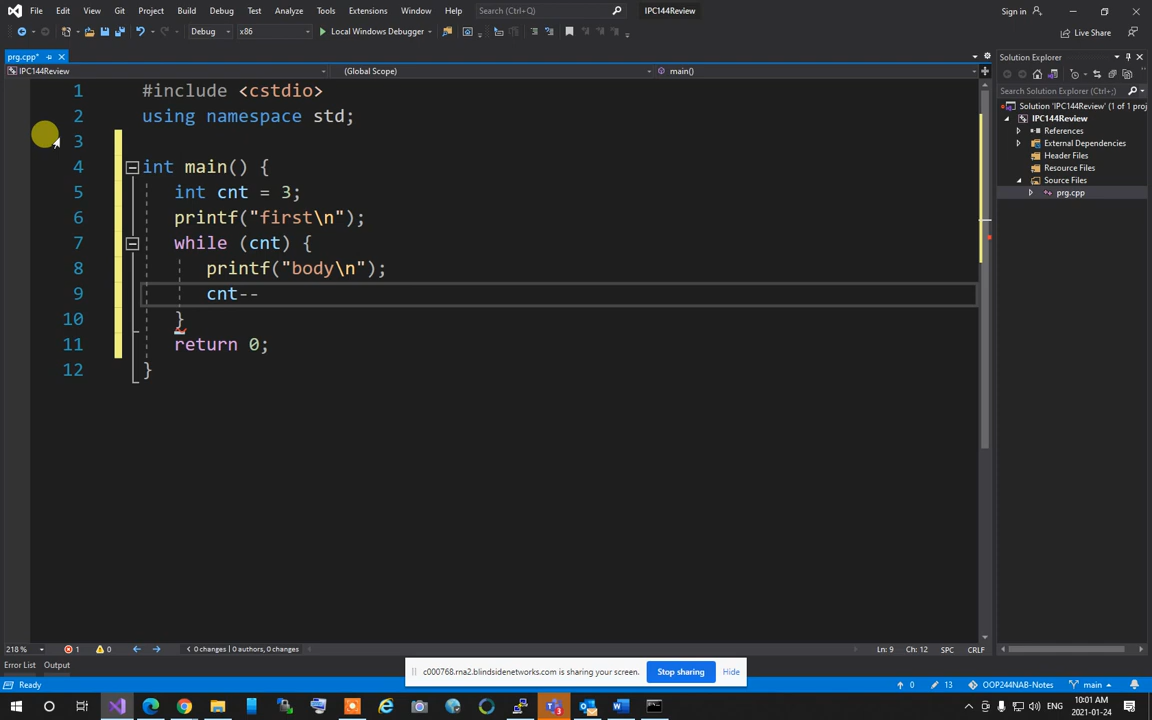 File Edit View Git Project Build Debug Test Analyze Tools Extensions Window Help Search (Ctrl+Q) IPC144Review Sign in
Debug x86 Local Windows Debugger Live Share
prg.cpp* Solution Explorer
IPC144Review (Global Scope) main()
Search Solution Explorer (Ctrl+;)
Solution 'IPC144Review' (1 of 1 proj
IPC144Review
References
External Dependencies
Header Files
Resource Files
Source Files
prg.cpp
1 #include <cstdio>
2 using namespace std;
3
4 int main() {
5 int cnt = 3;
6 printf("first\n");
7 while (cnt) {
8 printf("body\n");
9 cnt--
10 }
11 return 0;
12 }
218 % 1 0 0 changes | 0 authors, 0 changes Ln: 9 Ch: 12 SPC CRLF
Error List Output
c000768.rna2.blindsidenetworks.com is sharing your screen. Stop sharing Hide
Ready 0 13 OOP244NAB-Notes main
ENG 10:01 AM
2021-01-24